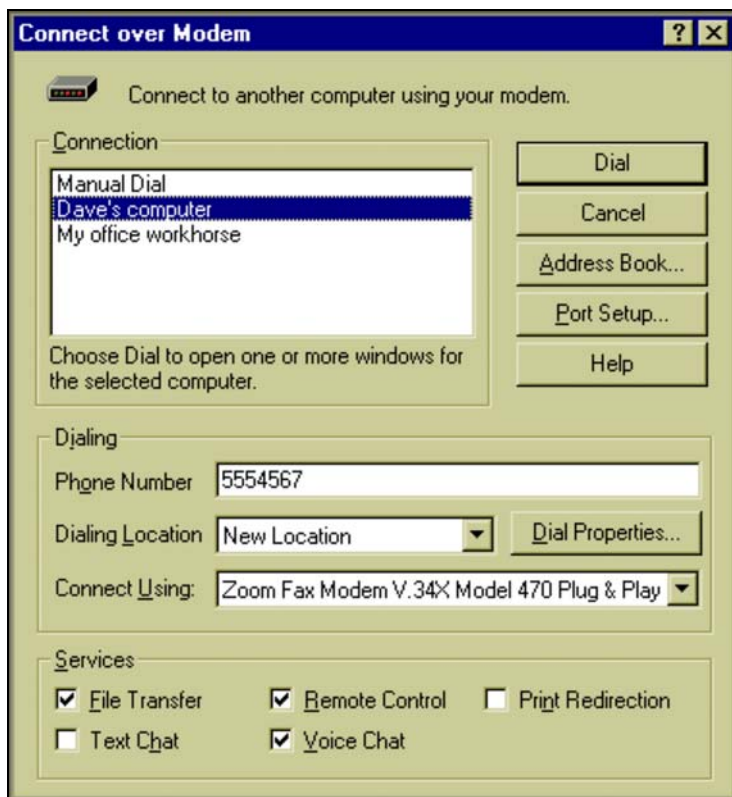 Connect over Modem
Connect to another computer using your modem.
Connection
Manual Dial
Dave's computer
My office workhorse
Choose Dial to open one or more windows for
the selected computer.
Dial
Cancel
Address Book...
Port Setup...
Help
Dialing
Phone Number 5554567
Dialing Location New Location Dial Properties...
Connect Using: Zoom Fax Modem V.34X Model 470 Plug & Play
Services
File Transfer Remote Control Print Redirection
Text Chat Voice Chat